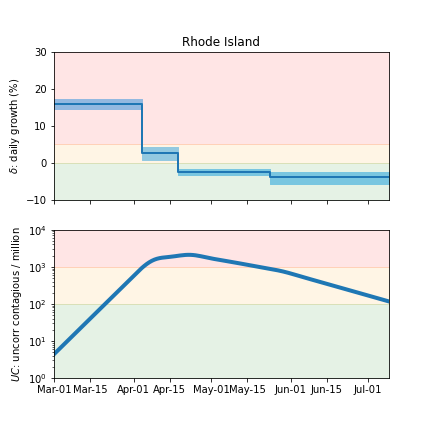 Rhode Island
30
20
10
0
−10
δ: daily growth (%)
10⁴
10³
10²
10¹
10⁰
UC: uncorr contagious / million
Mar-01 Mar-15 Apr-01 Apr-15 May-01 May-15 Jun-01 Jun-15 Jul-01